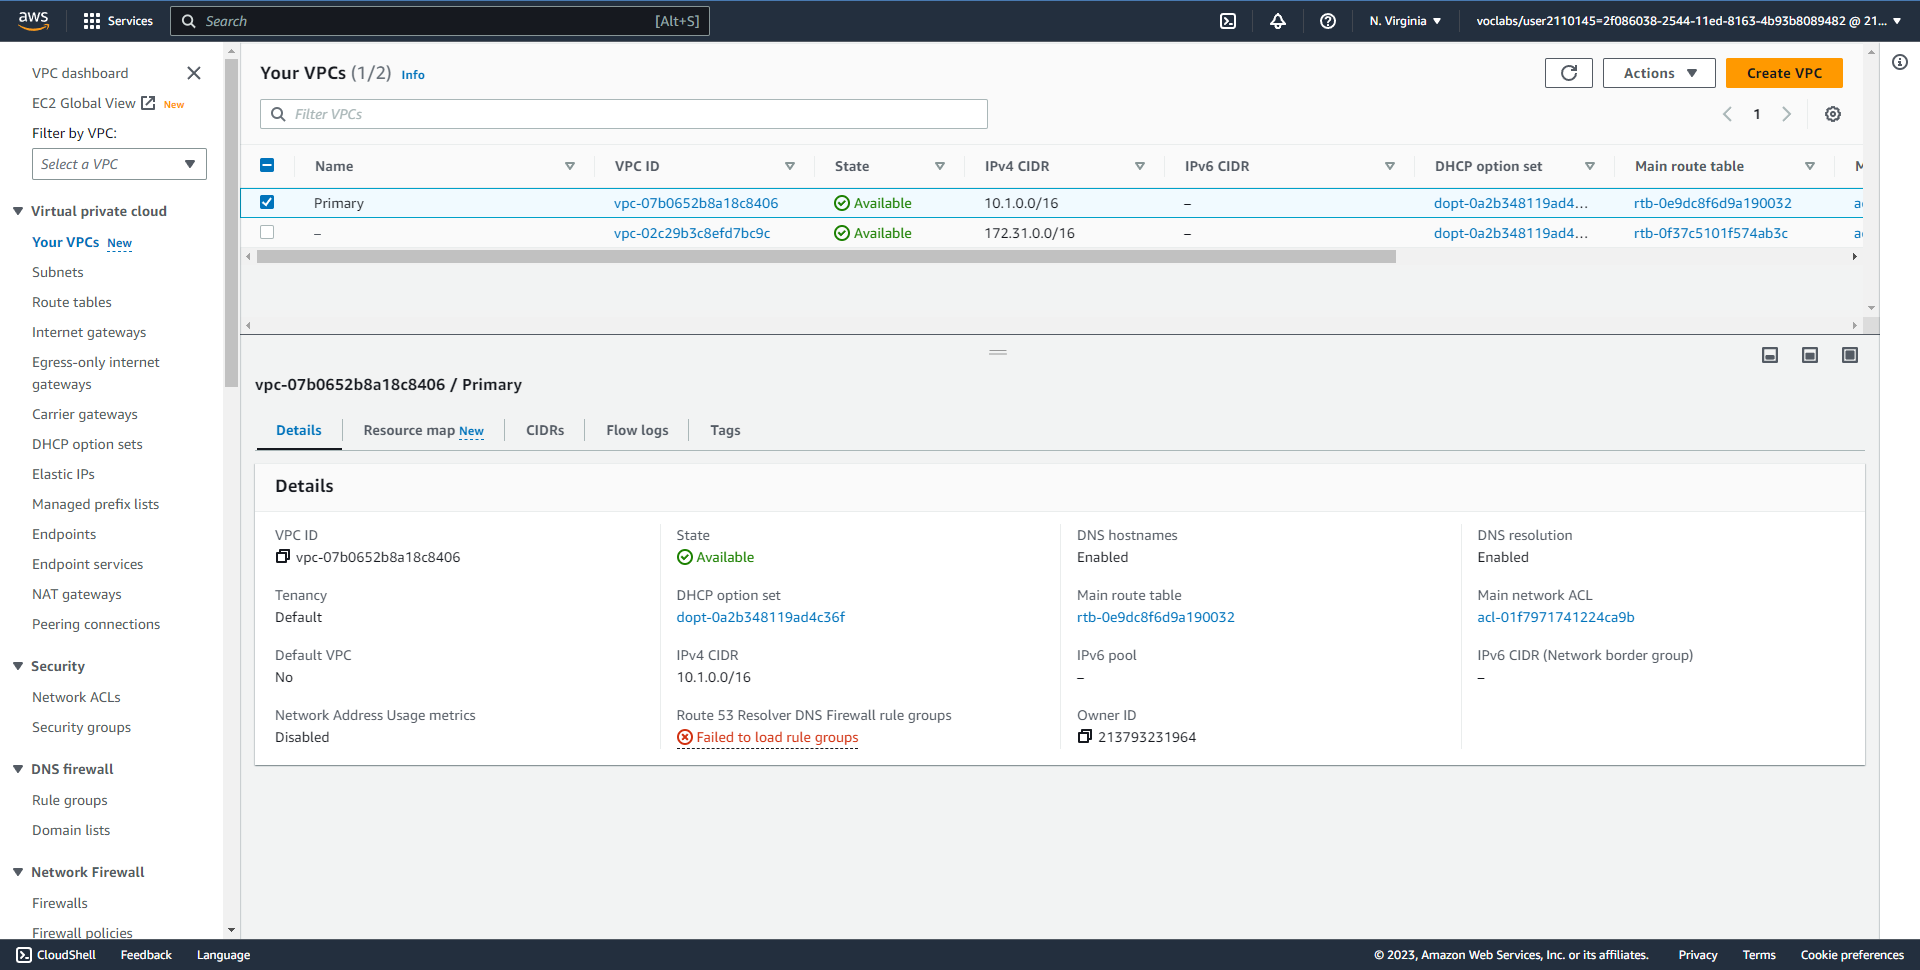 aws
Services
Search
[Alt+S]
N. Virginia
voclabs/user2110145=2f086038-2544-11ed-8163-4b93b8089482 @ 21...
VPC dashboard
EC2 Global View New
Filter by VPC:
Select a VPC
Virtual private cloud
Your VPCs New
Subnets
Route tables
Internet gateways
Egress-only internet
gateways
Carrier gateways
DHCP option sets
Elastic IPs
Managed prefix lists
Endpoints
Endpoint services
NAT gateways
Peering connections
Security
Network ACLs
Security groups
DNS firewall
Rule groups
Domain lists
Network Firewall
Firewalls
Firewall policies
Your VPCs (1/2) Info
Actions
Create VPC
Filter VPCs
1
Name VPC ID State IPv4 CIDR IPv6 CIDR DHCP option set Main route table M
Primary vpc-07b0652b8a18c8406 Available 10.1.0.0/16 – dopt-0a2b348119ad4... rtb-0e9dc8f6d9a190032 a
– vpc-02c29b3c8efd7bc9c Available 172.31.0.0/16 – dopt-0a2b348119ad4... rtb-0f37c5101f574ab3c a
vpc-07b0652b8a18c8406 / Primary
Details Resource map New CIDRs Flow logs Tags
Details
VPC ID
vpc-07b0652b8a18c8406
State
Available
DNS hostnames
Enabled
DNS resolution
Enabled
Tenancy
Default
DHCP option set
dopt-0a2b348119ad4c36f
Main route table
rtb-0e9dc8f6d9a190032
Main network ACL
acl-01f7971741224ca9b
Default VPC
No
IPv4 CIDR
10.1.0.0/16
IPv6 pool
–
IPv6 CIDR (Network border group)
–
Network Address Usage metrics
Disabled
Route 53 Resolver DNS Firewall rule groups
Failed to load rule groups
Owner ID
213793231964
CloudShell Feedback Language
© 2023, Amazon Web Services, Inc. or its affiliates. Privacy Terms Cookie preferences